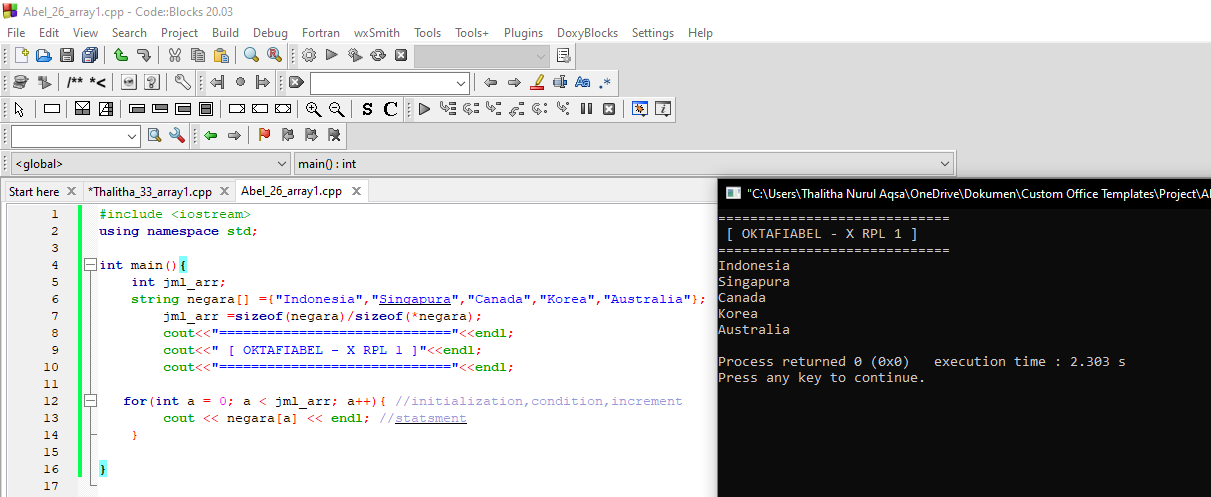 Abel_26_array1.cpp - Code::Blocks 20.03
File Edit View Search Project Build Debug Fortran wxSmith Tools Tools+ Plugins DoxyBlocks Settings Help
/** *<
Aa .*
S C
<global> main() : int
Start here *Thalitha_33_array1.cpp Abel_26_array1.cpp
1 #include <iostream>
2 using namespace std;
3
4 int main(){
5 int jml_arr;
6 string negara[] ={"Indonesia","Singapura","Canada","Korea","Australia"};
7 jml_arr =sizeof(negara)/sizeof(*negara);
8 cout<<"============================="<<endl;
9 cout<<" [ OKTAFIABEL - X RPL 1 ]"<<endl;
10 cout<<"============================="<<endl;
11
12 for(int a = 0; a < jml_arr; a++){ //initialization,condition,increment
13 cout << negara[a] << endl; //statsment
14 }
15
16 }
17
"C:\Users\Thalitha Nurul Aqsa\OneDrive\Dokumen\Custom Office Templates\Project\A
=============================
[ OKTAFIABEL - X RPL 1 ]
=============================
Indonesia
Singapura
Canada
Korea
Australia
Process returned 0 (0x0) execution time : 2.303 s
Press any key to continue.